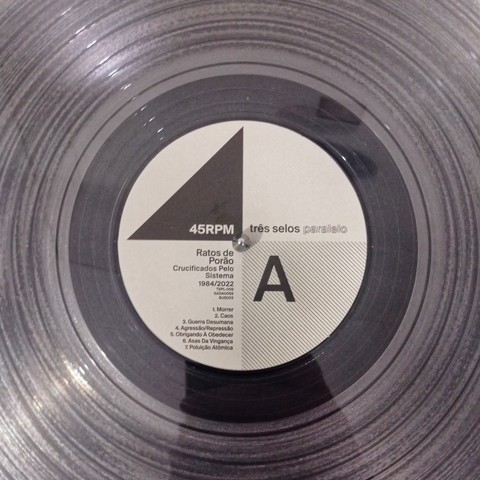 45RPM
três selos paralelo
Ratos de
Porão
Crucificados Pelo
Sistema
1984/2022
A
1. Morrer
2. Caos
3. Guerra Desumana
4. Agressão/Repressão
5. Obrigando À Obedecer
6. Asas Da Vingança
7. Poluição Atômica